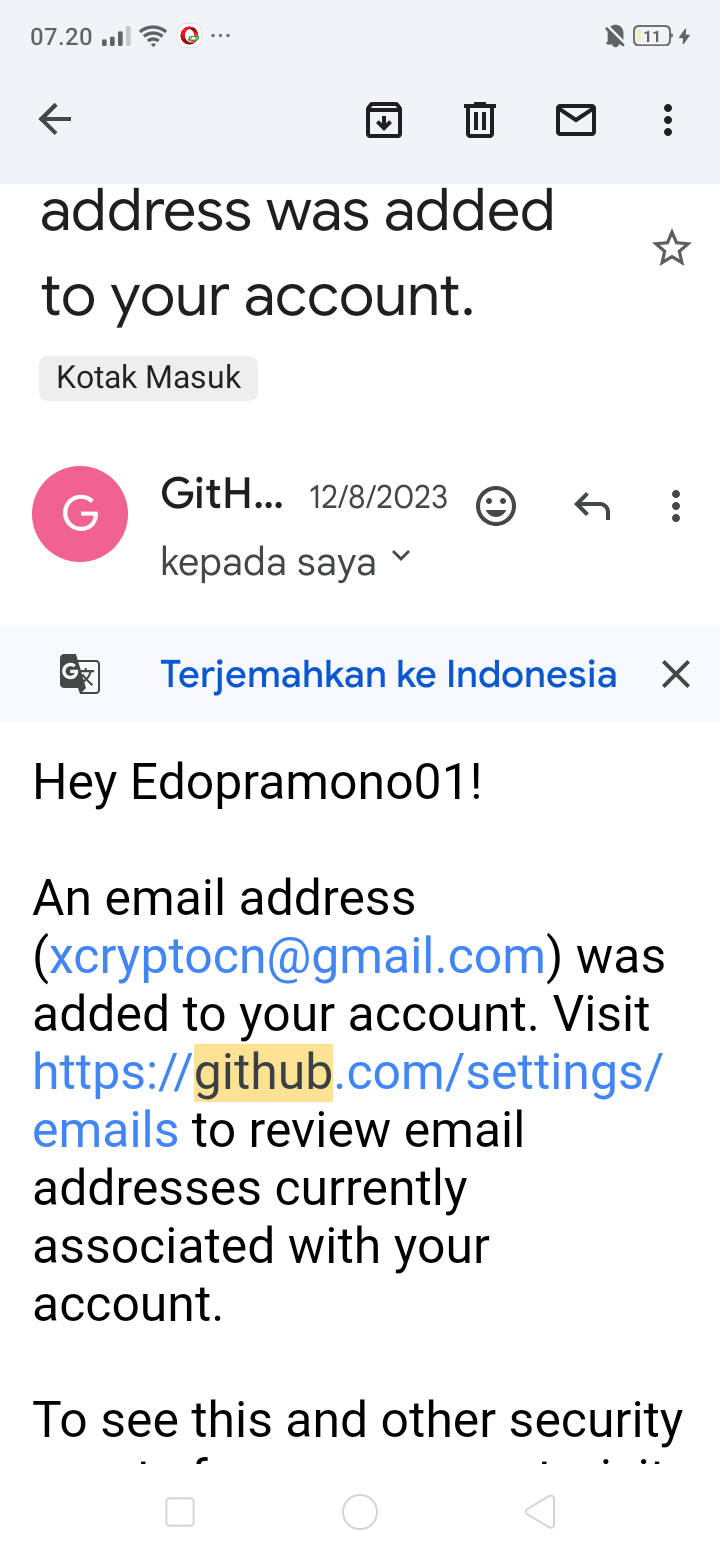 07.20
11
address was added
to your account.
Kotak Masuk
G
GitH... 12/8/2023
kepada saya
Terjemahkan ke Indonesia
Hey Edopramono01!
An email address
(xcryptocn@gmail.com) was
added to your account. Visit
https://github.com/settings/
emails to review email
addresses currently
associated with your
account.
To see this and other security